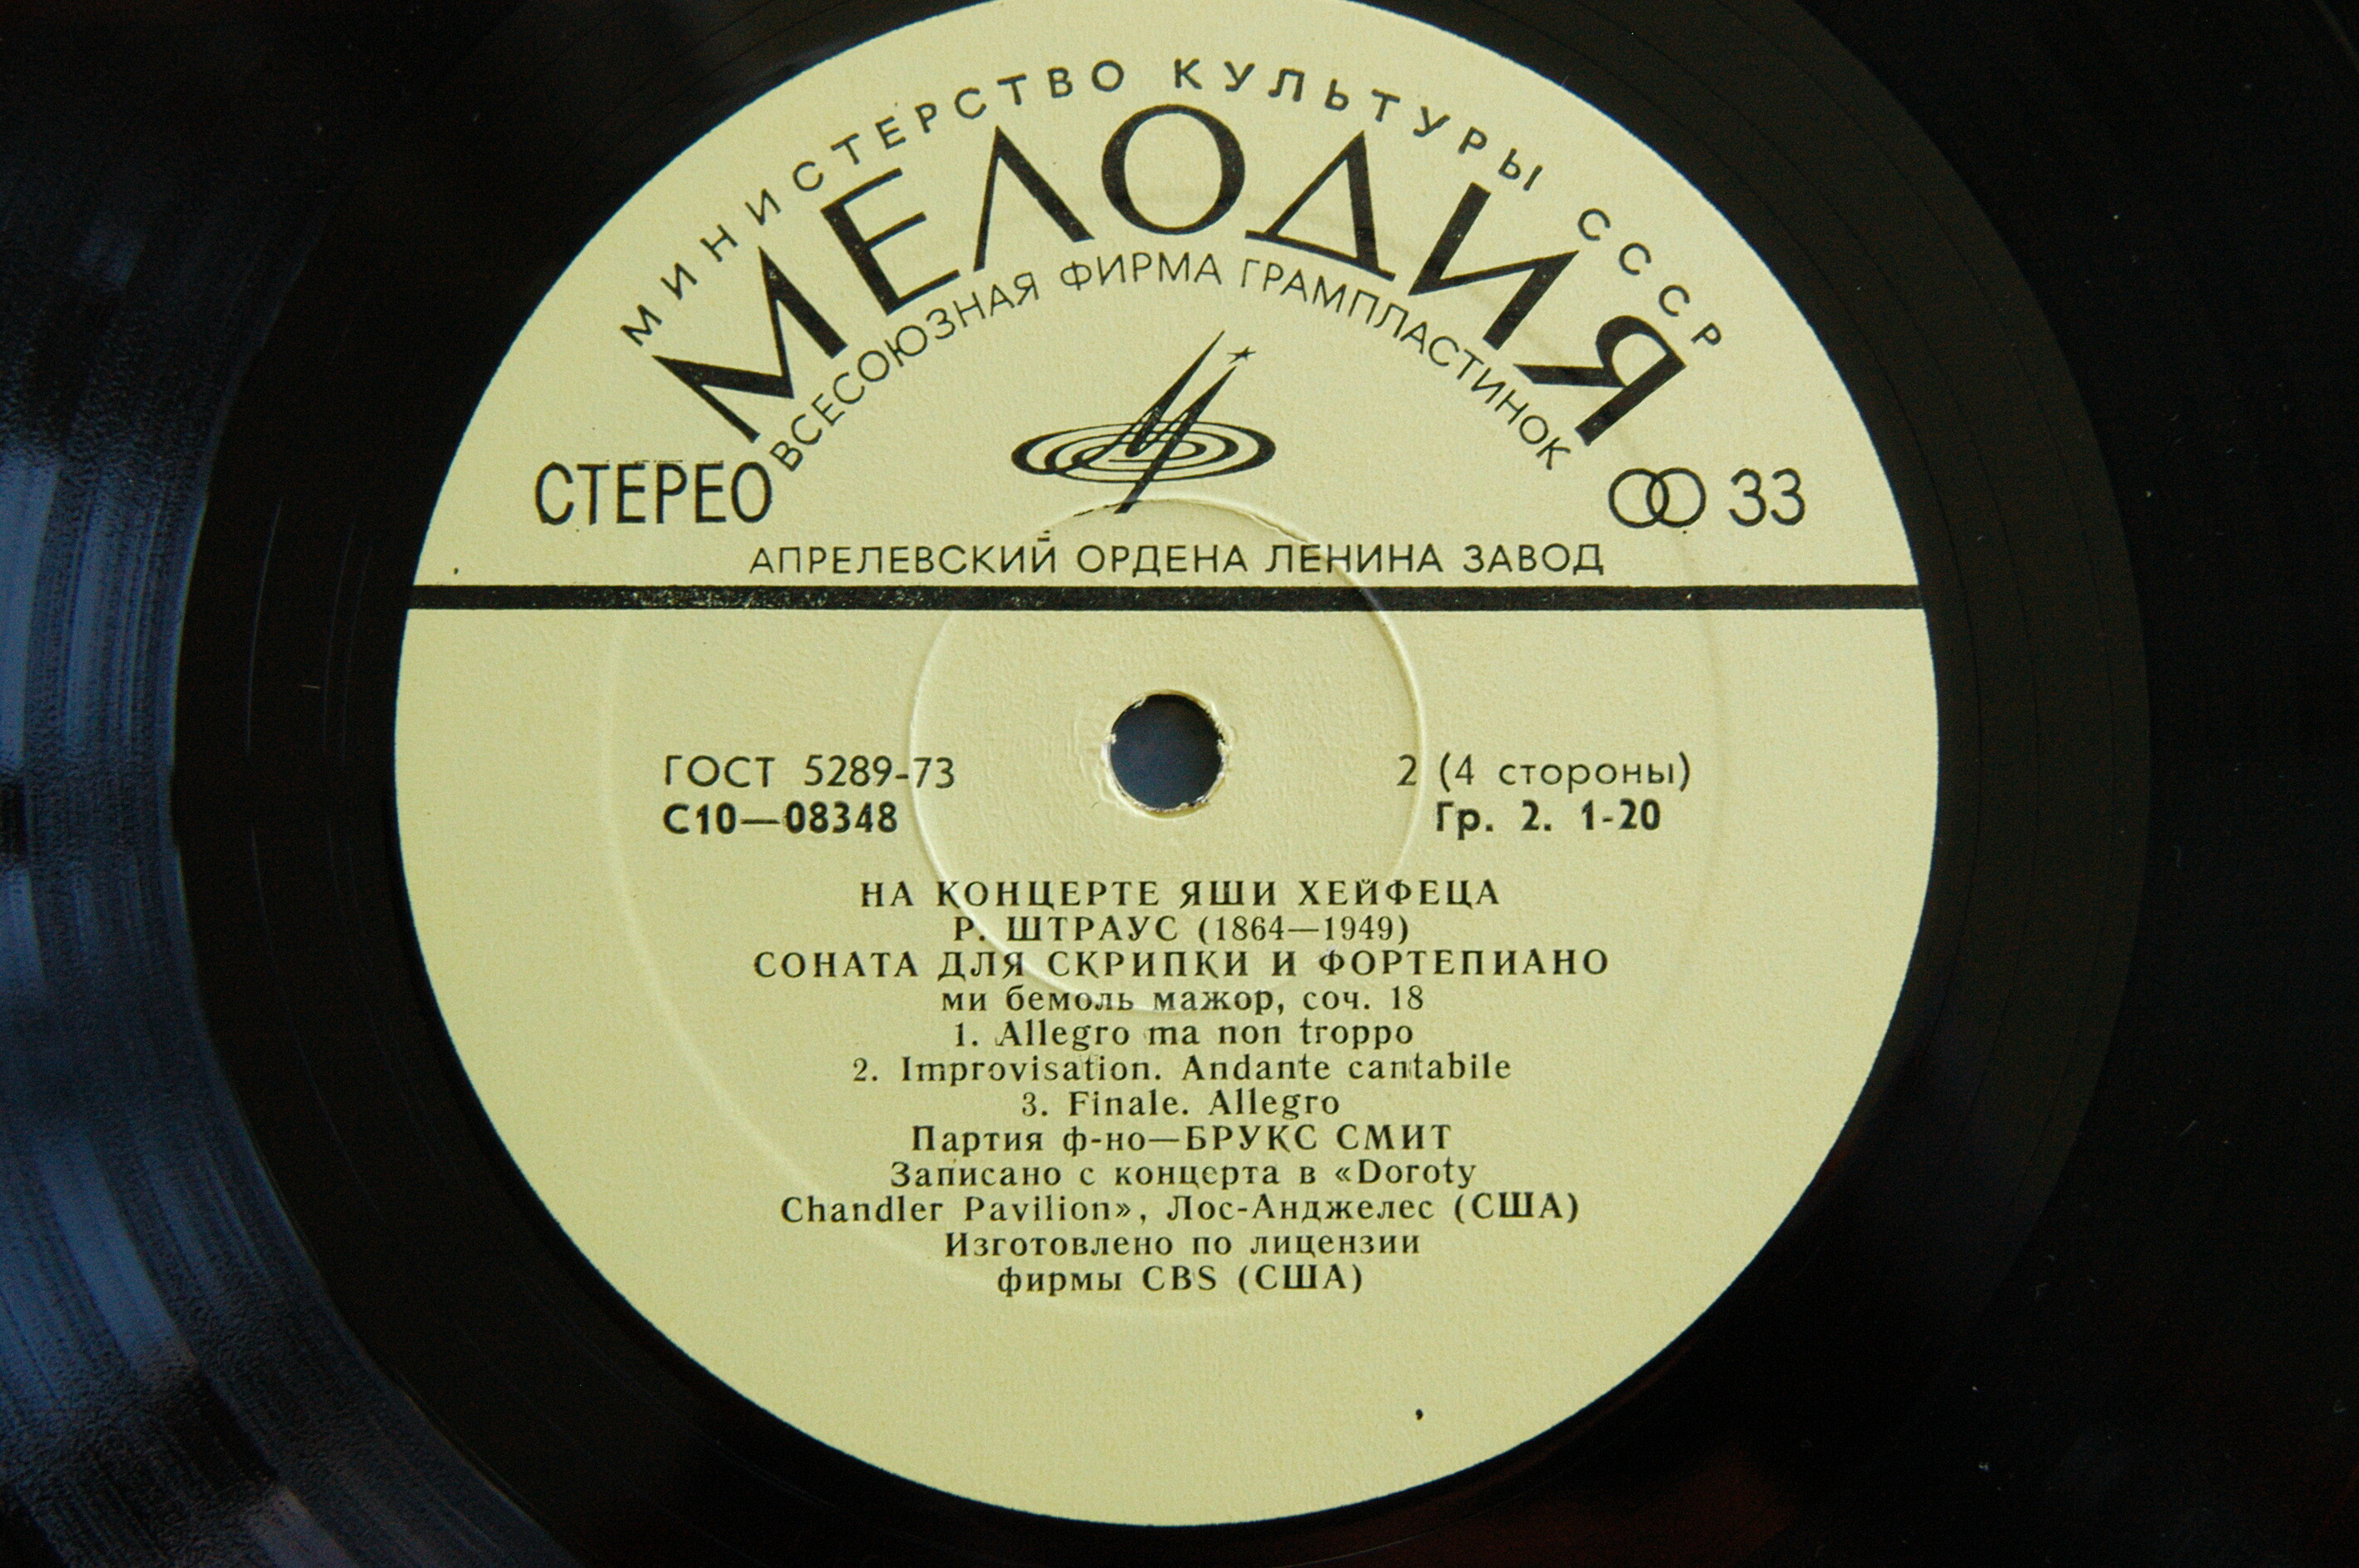 МИНИСТЕРСТВО КУЛЬТУРЫ СССР
МЕЛОДИЯ
ВСЕСОЮЗНАЯ ФИРМА ГРАМПЛАСТИНОК
СТЕРЕО
33
АПРЕЛЕВСКИЙ ОРДЕНА ЛЕНИНА ЗАВОД
ГОСТ 5289-73
2 (4 стороны)
С10—08348
Гр. 2. 1-20
НА КОНЦЕРТЕ ЯШИ ХЕЙФЕЦА
Р. ШТРАУС (1864—1949)
СОНАТА ДЛЯ СКРИПКИ И ФОРТЕПИАНО
ми бемоль мажор, соч. 18
1. Allegro ma non troppo
2. Improvisation. Andante cantabile
3. Finale. Allegro
Партия ф-но—БРУКС СМИТ
Записано с концерта в «Doroty
Chandler Pavilion», Лос-Анджелес (США)
Изготовлено по лицензии
фирмы CBS (США)